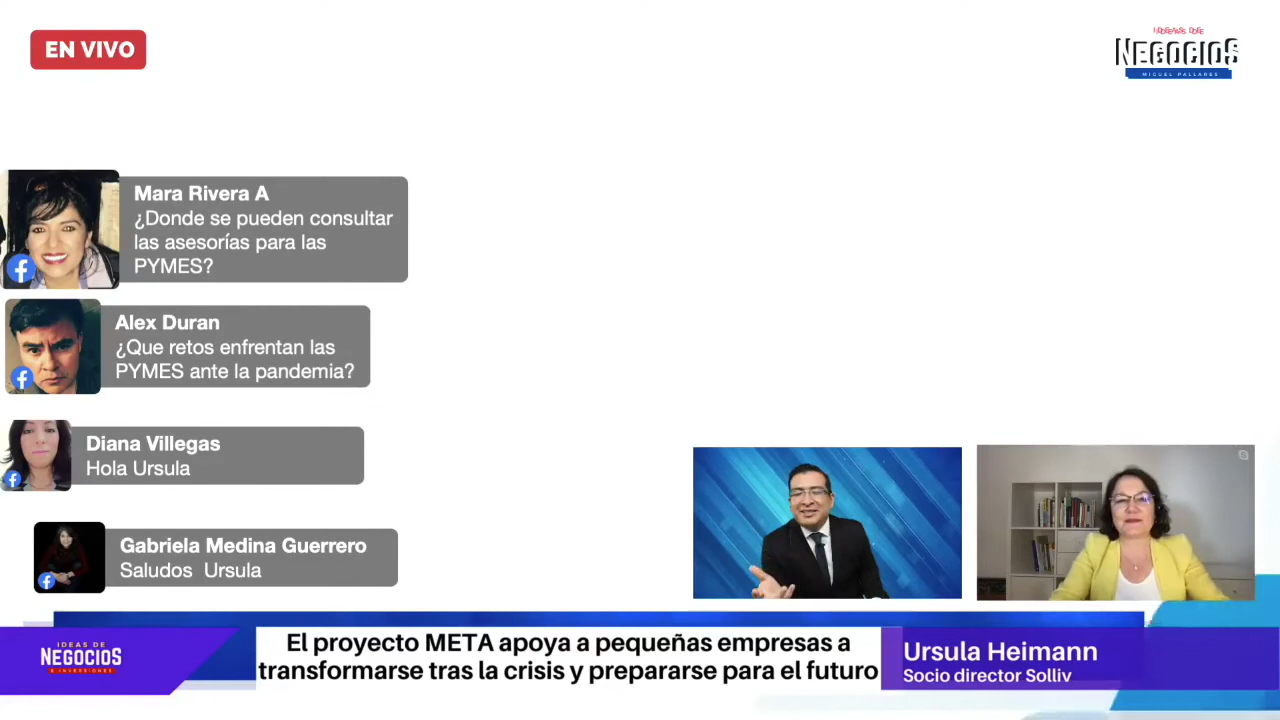 EN VIVO
IDEAS DE
NEGOCIOS
MIGUEL PALLARES
Mara Rivera A
¿Donde se pueden consultar
las asesorías para las
PYMES?
Alex Duran
¿Que retos enfrentan las
PYMES ante la pandemia?
Diana Villegas
Hola Ursula
Gabriela Medina Guerrero
Saludos Ursula
IDEAS DE
NEGOCIOS
E INVERSIONES
El proyecto META apoya a pequeñas empresas a
transformarse tras la crisis y prepararse para el futuro
Ursula Heimann
Socio director Solliv